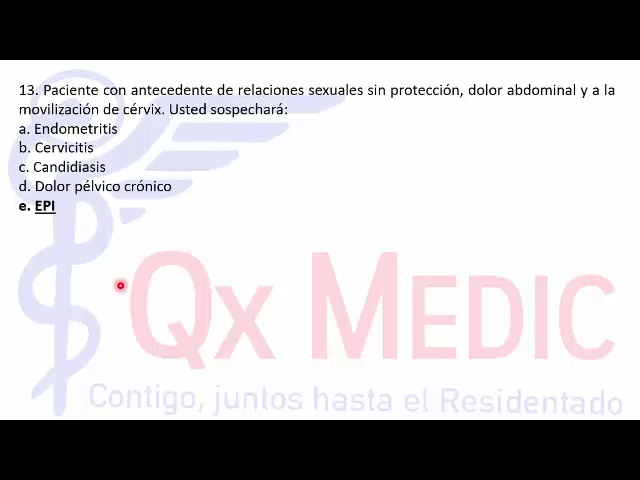 13. Paciente con antecedente de relaciones sexuales sin protección, dolor abdominal y a la
movilización de cérvix. Usted sospechará:
a. Endometritis
b. Cervicitis
c. Candidiasis
d. Dolor pélvico crónico
e. EPI
Qx MEDIC
Contigo, juntos hasta el Residentado